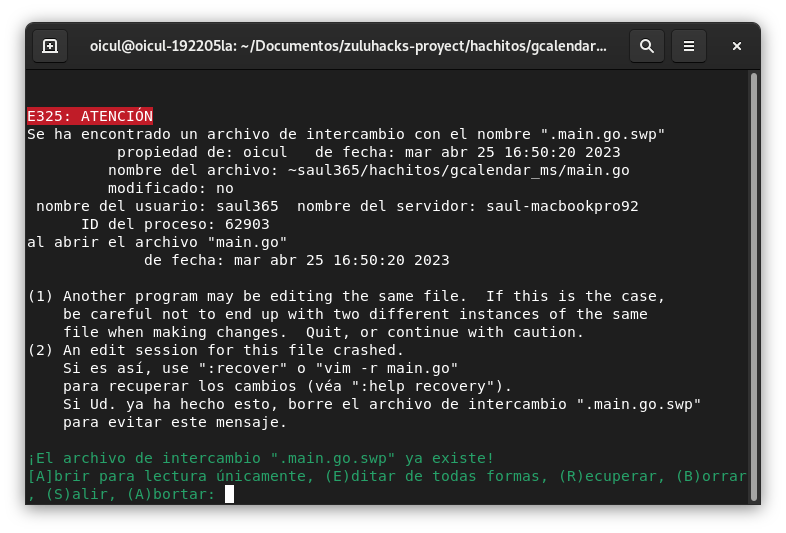 oicul@oicul-192205la: ~/Documentos/zuluhacks-proyect/hachitos/gcalendar...
E325: ATENCIÓN
Se ha encontrado un archivo de intercambio con el nombre ".main.go.swp"
propiedad de: oicul   de fecha: mar abr 25 16:50:20 2023
nombre del archivo: ~saul365/hachitos/gcalendar_ms/main.go
modificado: no
nombre del usuario: saul365  nombre del servidor: saul-macbookpro92
ID del proceso: 62903
al abrir el archivo "main.go"
de fecha: mar abr 25 16:50:20 2023
(1) Another program may be editing the same file.  If this is the case,
be careful not to end up with two different instances of the same
file when making changes.  Quit, or continue with caution.
(2) An edit session for this file crashed.
Si es así, use ":recover" o "vim -r main.go"
para recuperar los cambios (véa ":help recovery").
Si Ud. ya ha hecho esto, borre el archivo de intercambio ".main.go.swp"
para evitar este mensaje.
¡El archivo de intercambio ".main.go.swp" ya existe!
[A]brir para lectura únicamente, (E)ditar de todas formas, (R)ecuperar, (B)orrar
, (S)alir, (A)bortar: